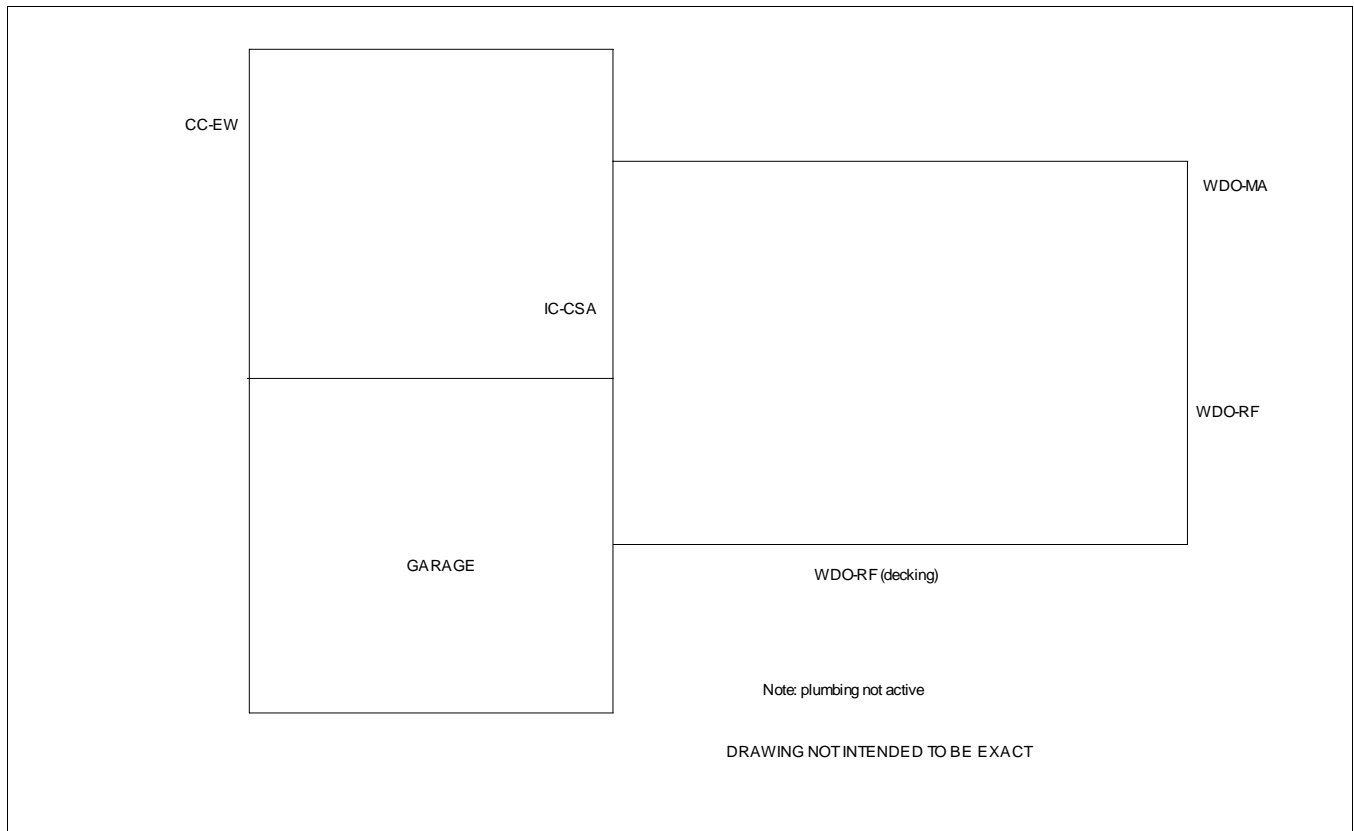 CC-EW
WDO-MA
IC-CSA
WDO-RF
GARAGE
WDO-RF (decking)
Note: plumbing not active
DRAWING NOT INTENDED TO BE EXACT